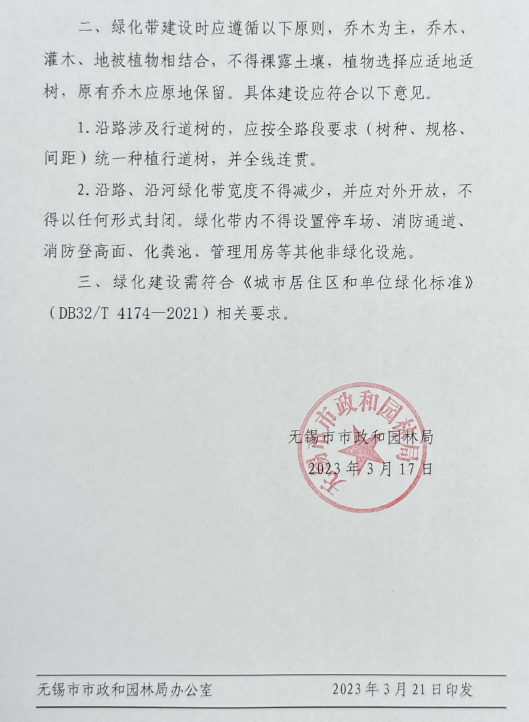 二、绿化带建设时应遵循以下原则，乔木为主，乔木、
灌木、地被植物相结合，不得裸露土壤，植物选择应适地适
树，原有乔木应原地保留。具体建设应符合以下意见。
1.沿路涉及行道树的，应按全路段要求（树种、规格、
间距）统一种植行道树，并全线连贯。
2.沿路、沿河绿化带宽度不得减少，并应对外开放，不
得以任何形式封闭。绿化带内不得设置停车场、消防通道、
消防登高面、化粪池、管理用房等其他非绿化设施。
三、绿化建设需符合《城市居住区和单位绿化标准》
（DB32/T 4174—2021）相关要求。
无锡市市政和园林局
2023年3月17日
无锡市市政和园林局
无锡市市政和园林局办公室 2023年3月21日印发